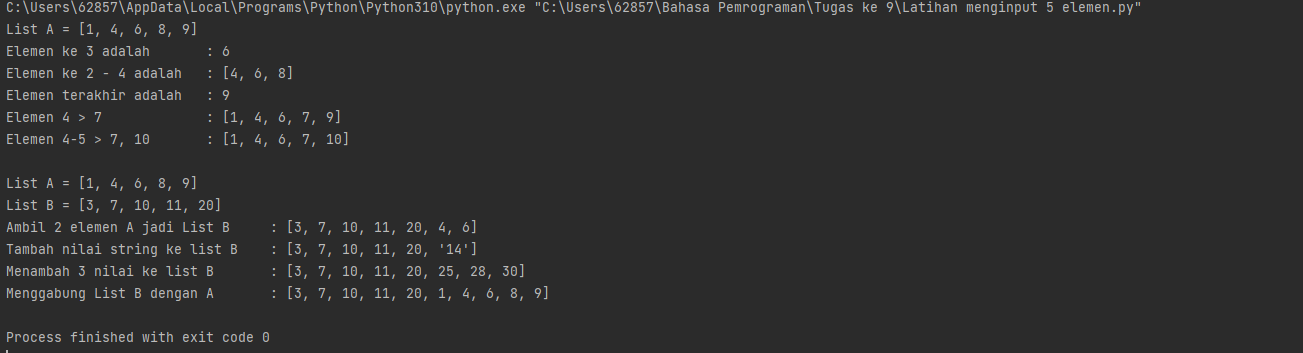 C:\Users\62857\AppData\Local\Programs\Python\Python310\python.exe "C:\Users\62857\Bahasa Pemrograman\Tugas ke 9\Latihan menginput 5 elemen.py"
List A = [1, 4, 6, 8, 9]
Elemen ke 3 adalah       : 6
Elemen ke 2 - 4 adalah   : [4, 6, 8]
Elemen terakhir adalah   : 9
Elemen 4 > 7             : [1, 4, 6, 7, 9]
Elemen 4-5 > 7, 10       : [1, 4, 6, 7, 10]
List A = [1, 4, 6, 8, 9]
List B = [3, 7, 10, 11, 20]
Ambil 2 elemen A jadi List B     : [3, 7, 10, 11, 20, 4, 6]
Tambah nilai string ke list B    : [3, 7, 10, 11, 20, '14']
Menambah 3 nilai ke list B       : [3, 7, 10, 11, 20, 25, 28, 30]
Menggabung List B dengan A       : [3, 7, 10, 11, 20, 1, 4, 6, 8, 9]
Process finished with exit code 0